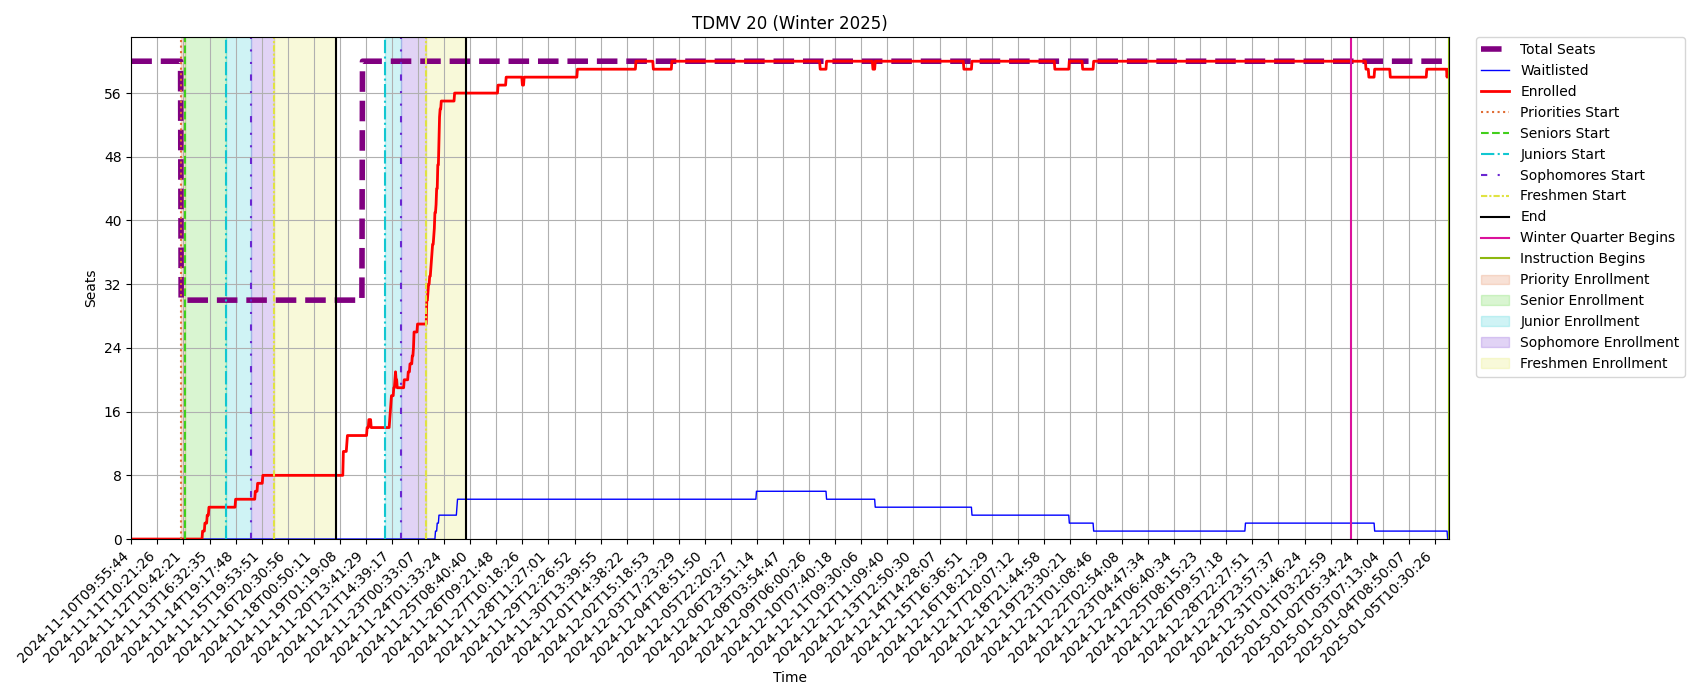 TDMV 20 (Winter 2025)
Total Seats
Waitlisted
Enrolled
Priorities Start
Seniors Start
Juniors Start
Sophomores Start
Freshmen Start
End
Winter Quarter Begins
Instruction Begins
Priority Enrollment
Senior Enrollment
Junior Enrollment
Sophomore Enrollment
Freshmen Enrollment
Seats
56
48
40
32
24
16
8
0
2024-11-10T09:55:44
2024-11-11T10:21:26
2024-11-12T10:42:21
2024-11-13T16:32:35
2024-11-14T19:17:48
2024-11-15T19:53:51
2024-11-16T20:30:56
2024-11-18T00:50:11
2024-11-19T01:19:08
2024-11-20T13:41:29
2024-11-21T14:39:17
2024-11-22T23:33:07
2024-11-24T01:33:24
2024-11-25T08:40:40
2024-11-26T09:21:48
2024-11-27T10:18:26
2024-11-28T11:27:01
2024-11-29T12:26:52
2024-11-30T13:39:55
2024-12-01T14:38:22
2024-12-02T15:18:53
2024-12-03T17:23:29
2024-12-04T18:51:50
2024-12-05T22:20:27
2024-12-06T23:51:14
2024-12-08T03:54:47
2024-12-09T06:00:26
2024-12-10T07:40:18
2024-12-11T09:30:06
2024-12-12T11:09:40
2024-12-13T12:50:30
2024-12-14T14:28:07
2024-12-15T16:36:51
2024-12-16T18:21:29
2024-12-17T20:07:12
2024-12-18T21:44:58
2024-12-19T23:30:21
2024-12-21T01:08:46
2024-12-22T02:54:08
2024-12-23T04:47:34
2024-12-24T06:40:34
2024-12-25T08:15:23
2024-12-26T09:57:18
2024-12-28T22:27:51
2024-12-29T23:57:37
2024-12-31T01:46:24
2025-01-01T03:22:59
2025-01-02T05:34:24
2025-01-03T07:13:04
2025-01-04T08:50:07
2025-01-05T10:30:26
Time